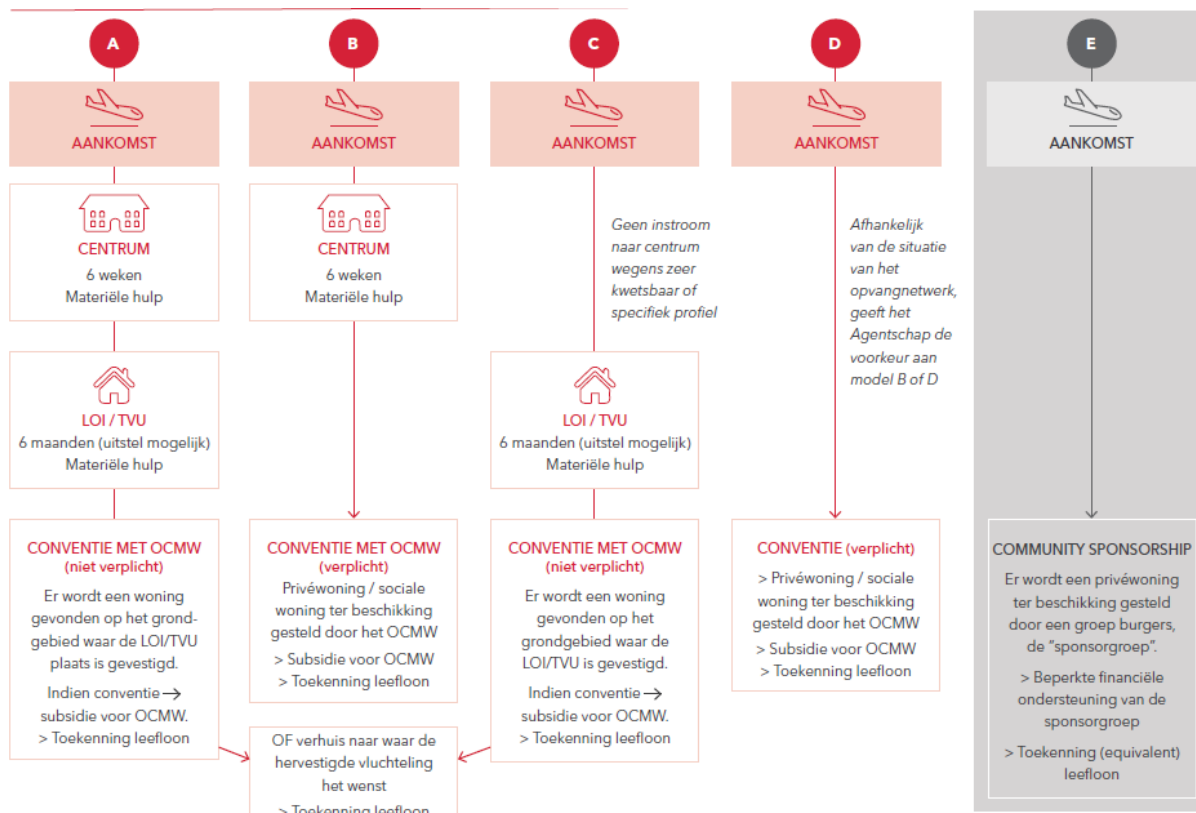 A
AANKOMST
CENTRUM
6 weken
Materiële hulp
LOI / TVU
6 maanden (uitstel mogelijk)
Materiële hulp
CONVENTIE MET OCMW
(niet verplicht)
Er wordt een woning
gevonden op het grond-
gebied waar de LOI/TVU
plaats is gevestigd.
Indien conventie →
subsidie voor OCMW.
> Toekenning leefloon
B
AANKOMST
CENTRUM
6 weken
Materiële hulp
CONVENTIE MET OCMW
(verplicht)
Privéwoning / sociale
woning ter beschikking
gesteld door het OCMW
> Subsidie voor OCMW
> Toekenning leefloon
OF verhuis naar waar de
hervestigde vluchteling
het wenst
> Toekenning leefloon
C
AANKOMST
Geen instroom
naar centrum
wegens zeer
kwetsbaar of
specifiek profiel
LOI / TVU
6 maanden (uitstel mogelijk)
Materiële hulp
CONVENTIE MET OCMW
(niet verplicht)
Er wordt een woning
gevonden op het
grondgebied waar de
LOI/TVU is gevestigd.
Indien conventie →
subsidie voor OCMW.
> Toekenning leefloon
D
AANKOMST
Afhankelijk
van de situatie
van het
opvangnetwerk,
geeft het
Agentschap de
voorkeur aan
model B of D
CONVENTIE (verplicht)
> Privéwoning / sociale
woning ter beschikking
gesteld door het OCMW
> Subsidie voor OCMW
> Toekenning leefloon
E
AANKOMST
COMMUNITY SPONSORSHIP
Er wordt een privéwoning
ter beschikking gesteld
door een groep burgers,
de "sponsorgroep".
> Beperkte financiële
ondersteuning van de
sponsorgroep
> Toekenning (equivalent)
leefloon